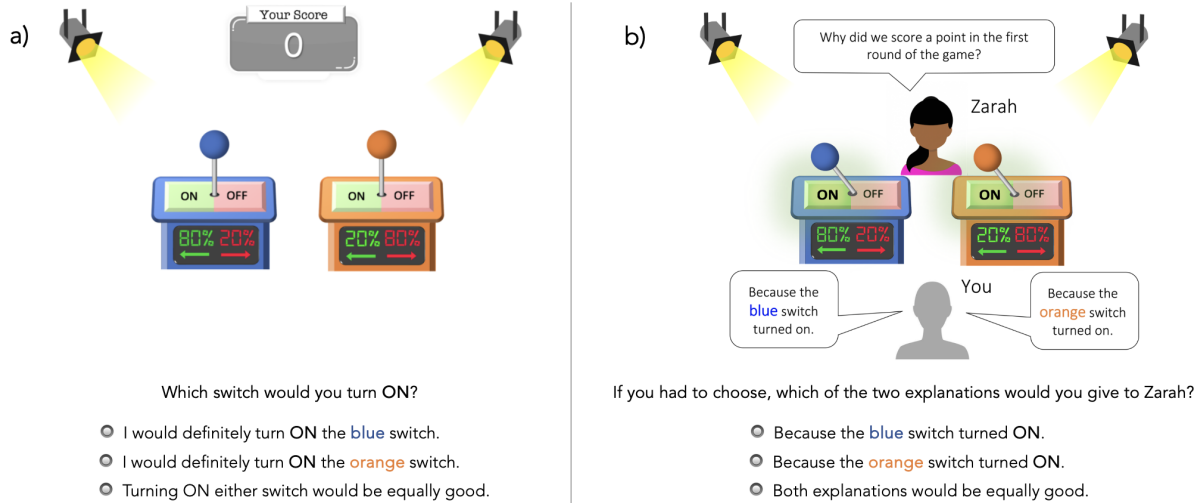 a)
Your Score
0
ON OFF
80% 20%
ON OFF
20% 80%
Which switch would you turn ON?
I would definitely turn ON the blue switch.
I would definitely turn ON the orange switch.
Turning ON either switch would be equally good.
b)
Why did we score a point in the first
round of the game?
Zarah
ON OFF
80% 20%
ON OFF
20% 80%
You
Because the
blue switch
turned on.
Because the
orange switch
turned on.
If you had to choose, which of the two explanations would you give to Zarah?
Because the blue switch turned ON.
Because the orange switch turned ON.
Both explanations would be equally good.